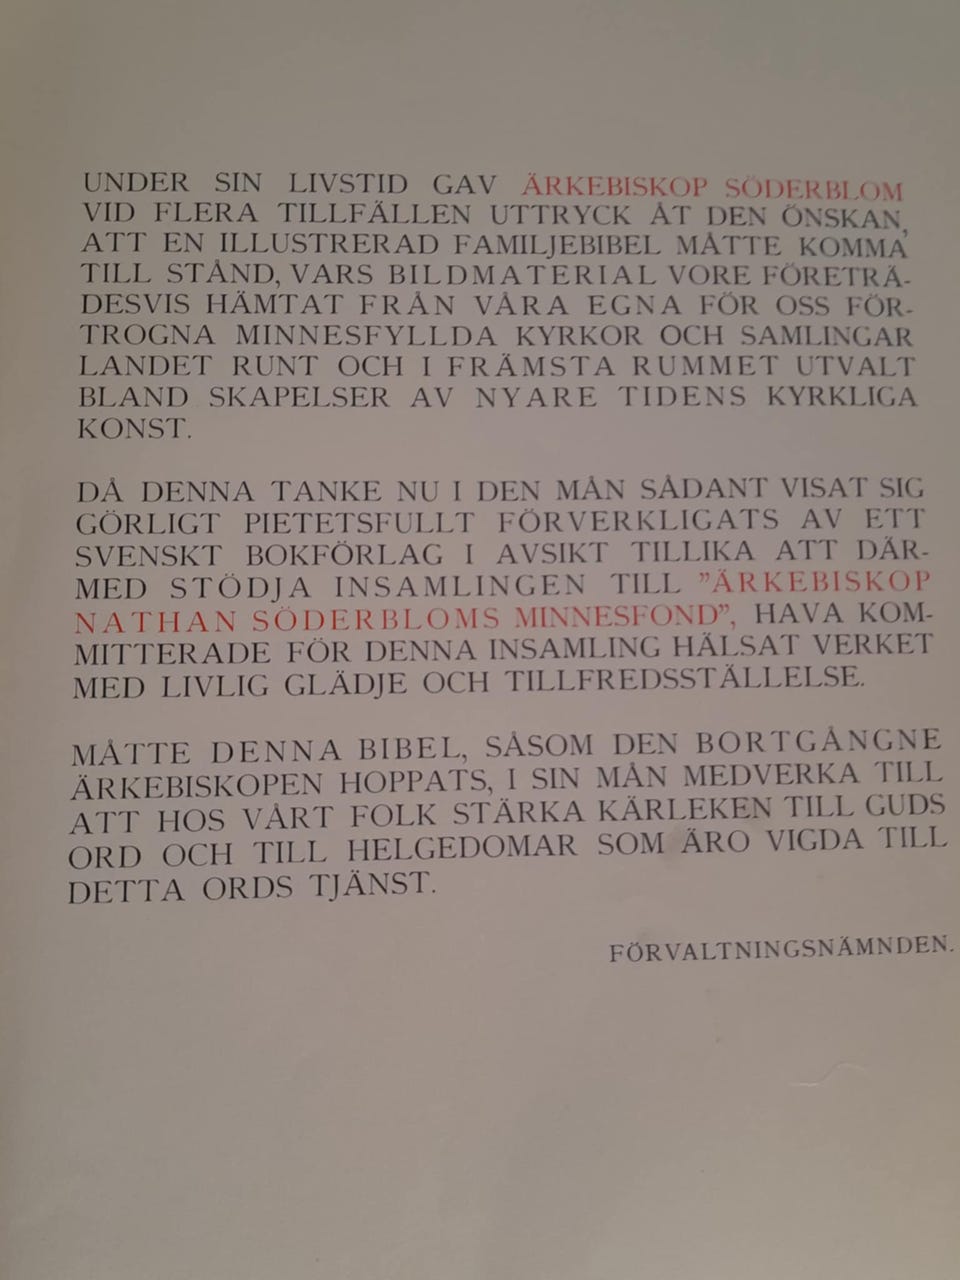 UNDER SIN LIVSTID GAV ÄRKEBISKOP SÖDERBLOM
VID FLERA TILLFÄLLEN UTTRYCK ÅT DEN ÖNSKAN,
ATT EN ILLUSTRERAD FAMILJEBIBEL MÅTTE KOMMA
TILL STÅND, VARS BILDMATERIAL VORE FÖRETRÄ-
DESVIS HÄMTAT FRÅN VÅRA EGNA FÖR OSS FÖR-
TROGNA MINNESFYLLDA KYRKOR OCH SAMLINGAR
LANDET RUNT OCH I FRÄMSTA RUMMET UTVALT
BLAND SKAPELSER AV NYARE TIDENS KYRKLIGA
KONST.
DÅ DENNA TANKE NU I DEN MÅN SÅDANT VISAT SIG
GÖRLIGT PIETETSFULLT FÖRVERKLIGATS AV ETT
SVENSKT BOKFÖRLAG I AVSIKT TILLIKA ATT DÄR-
MED STÖDJA INSAMLINGEN TILL ”ÄRKEBISKOP
NATHAN SÖDERBLOMS MINNESFOND”, HAVA KOM-
MITTERADE FÖR DENNA INSAMLING HÄLSAT VERKET
MED LIVLIG GLÄDJE OCH TILLFREDSSTÄLLELSE.
MÅTTE DENNA BIBEL, SÅSOM DEN BORTGÅNGNE
ÄRKEBISKOPEN HOPPATS, I SIN MÅN MEDVERKA TILL
ATT HOS VÅRT FOLK STÄRKA KÄRLEKEN TILL GUDS
ORD OCH TILL HELGEDOMAR SOM ÄRO VIGDA TILL
DETTA ORDS TJÄNST.
FÖRVALTNINGSNÄMNDEN.